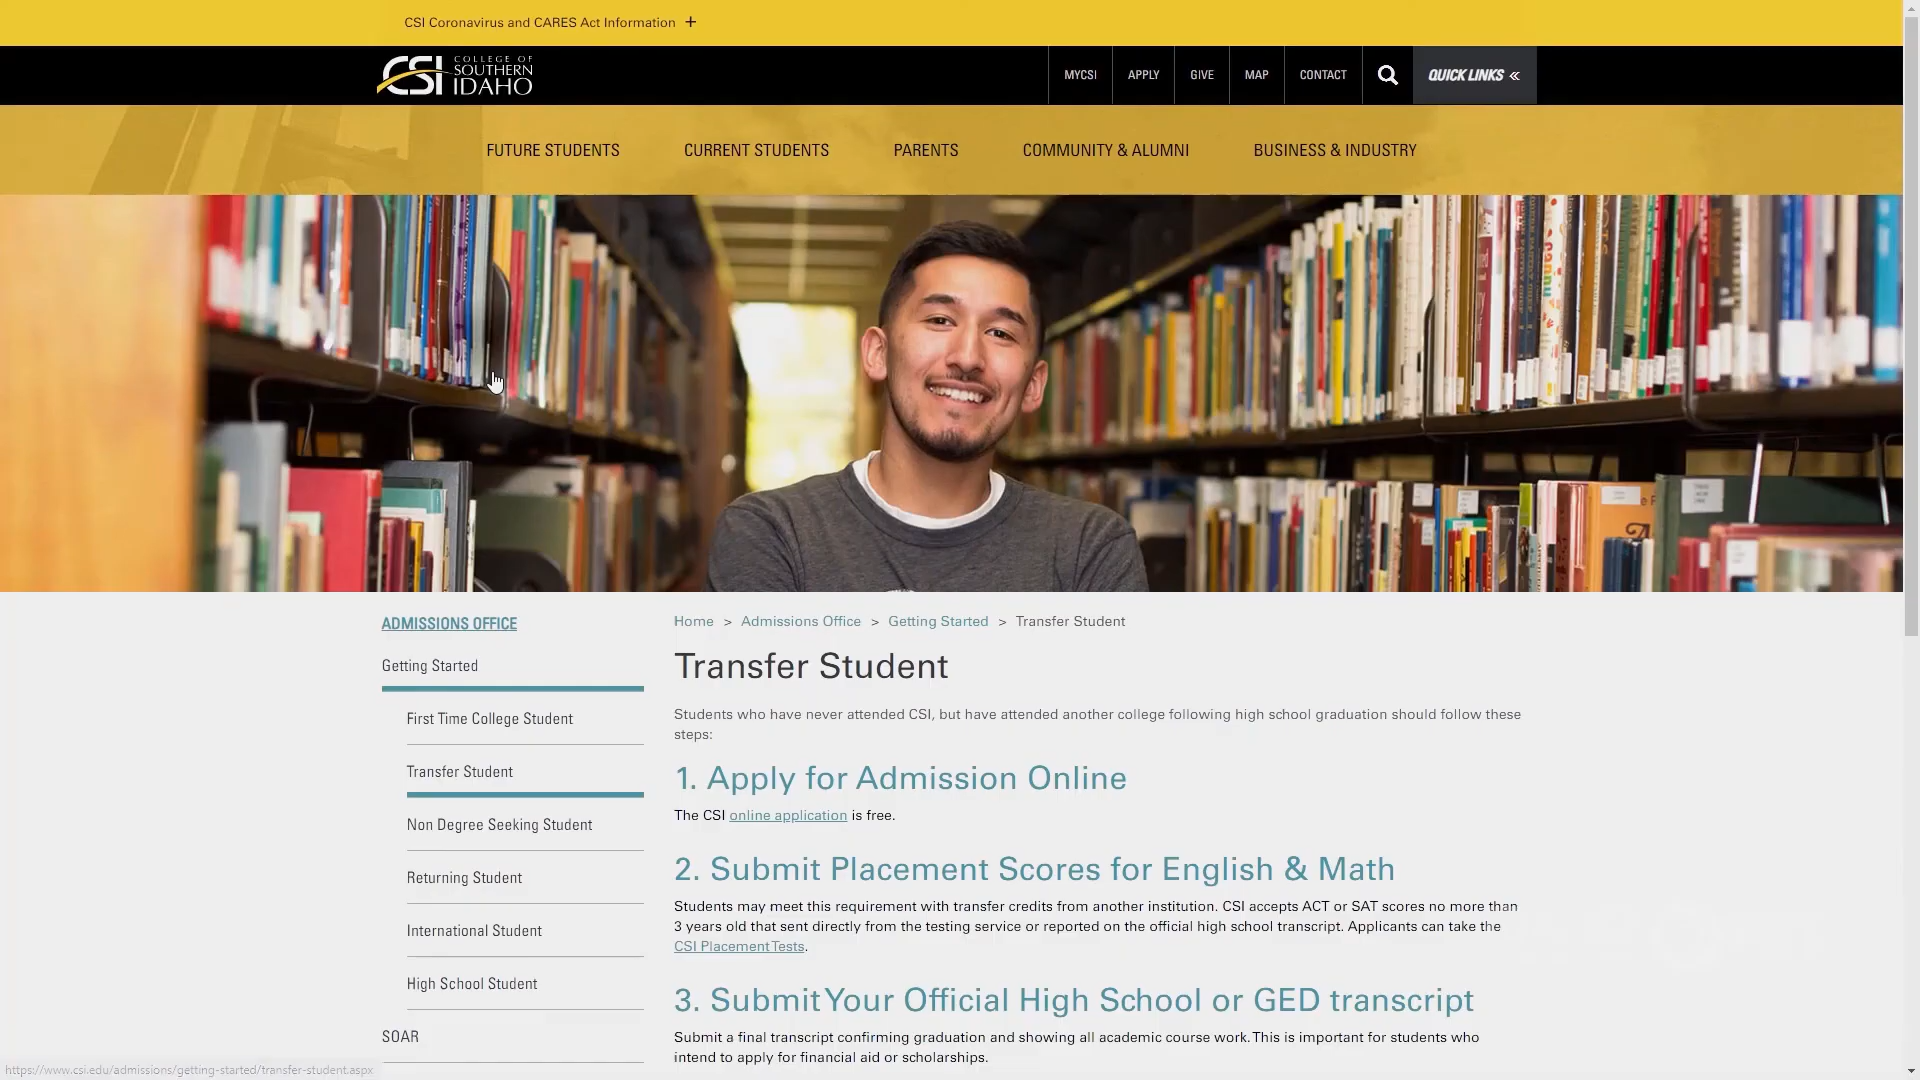 CSI Coronavirus and CARES Act Information +
CSI COLLEGE OF
SOUTHERN
IDAHO
MYCSI
APPLY
GIVE
MAP
CONTACT
QUICK LINKS «
FUTURE STUDENTS
CURRENT STUDENTS
PARENTS
COMMUNITY & ALUMNI
BUSINESS & INDUSTRY
ADMISSIONS OFFICE
Getting Started
First Time College Student
Transfer Student
Non Degree Seeking Student
Returning Student
International Student
High School Student
SOAR
Home > Admissions Office > Getting Started > Transfer Student
Transfer Student
Students who have never attended CSI, but have attended another college following high school graduation should follow these
steps:
1. Apply for Admission Online
The CSI online application is free.
2. Submit Placement Scores for English & Math
Students may meet this requirement with transfer credits from another institution. CSI accepts ACT or SAT scores no more than
3 years old that sent directly from the testing service or reported on the official high school transcript. Applicants can take the
CSI Placement Tests.
3. Submit Your Official High School or GED transcript
Submit a final transcript confirming graduation and showing all academic course work. This is important for students who
intend to apply for financial aid or scholarships.
https://www.csi.edu/admissions/getting-started/transfer-student.aspx